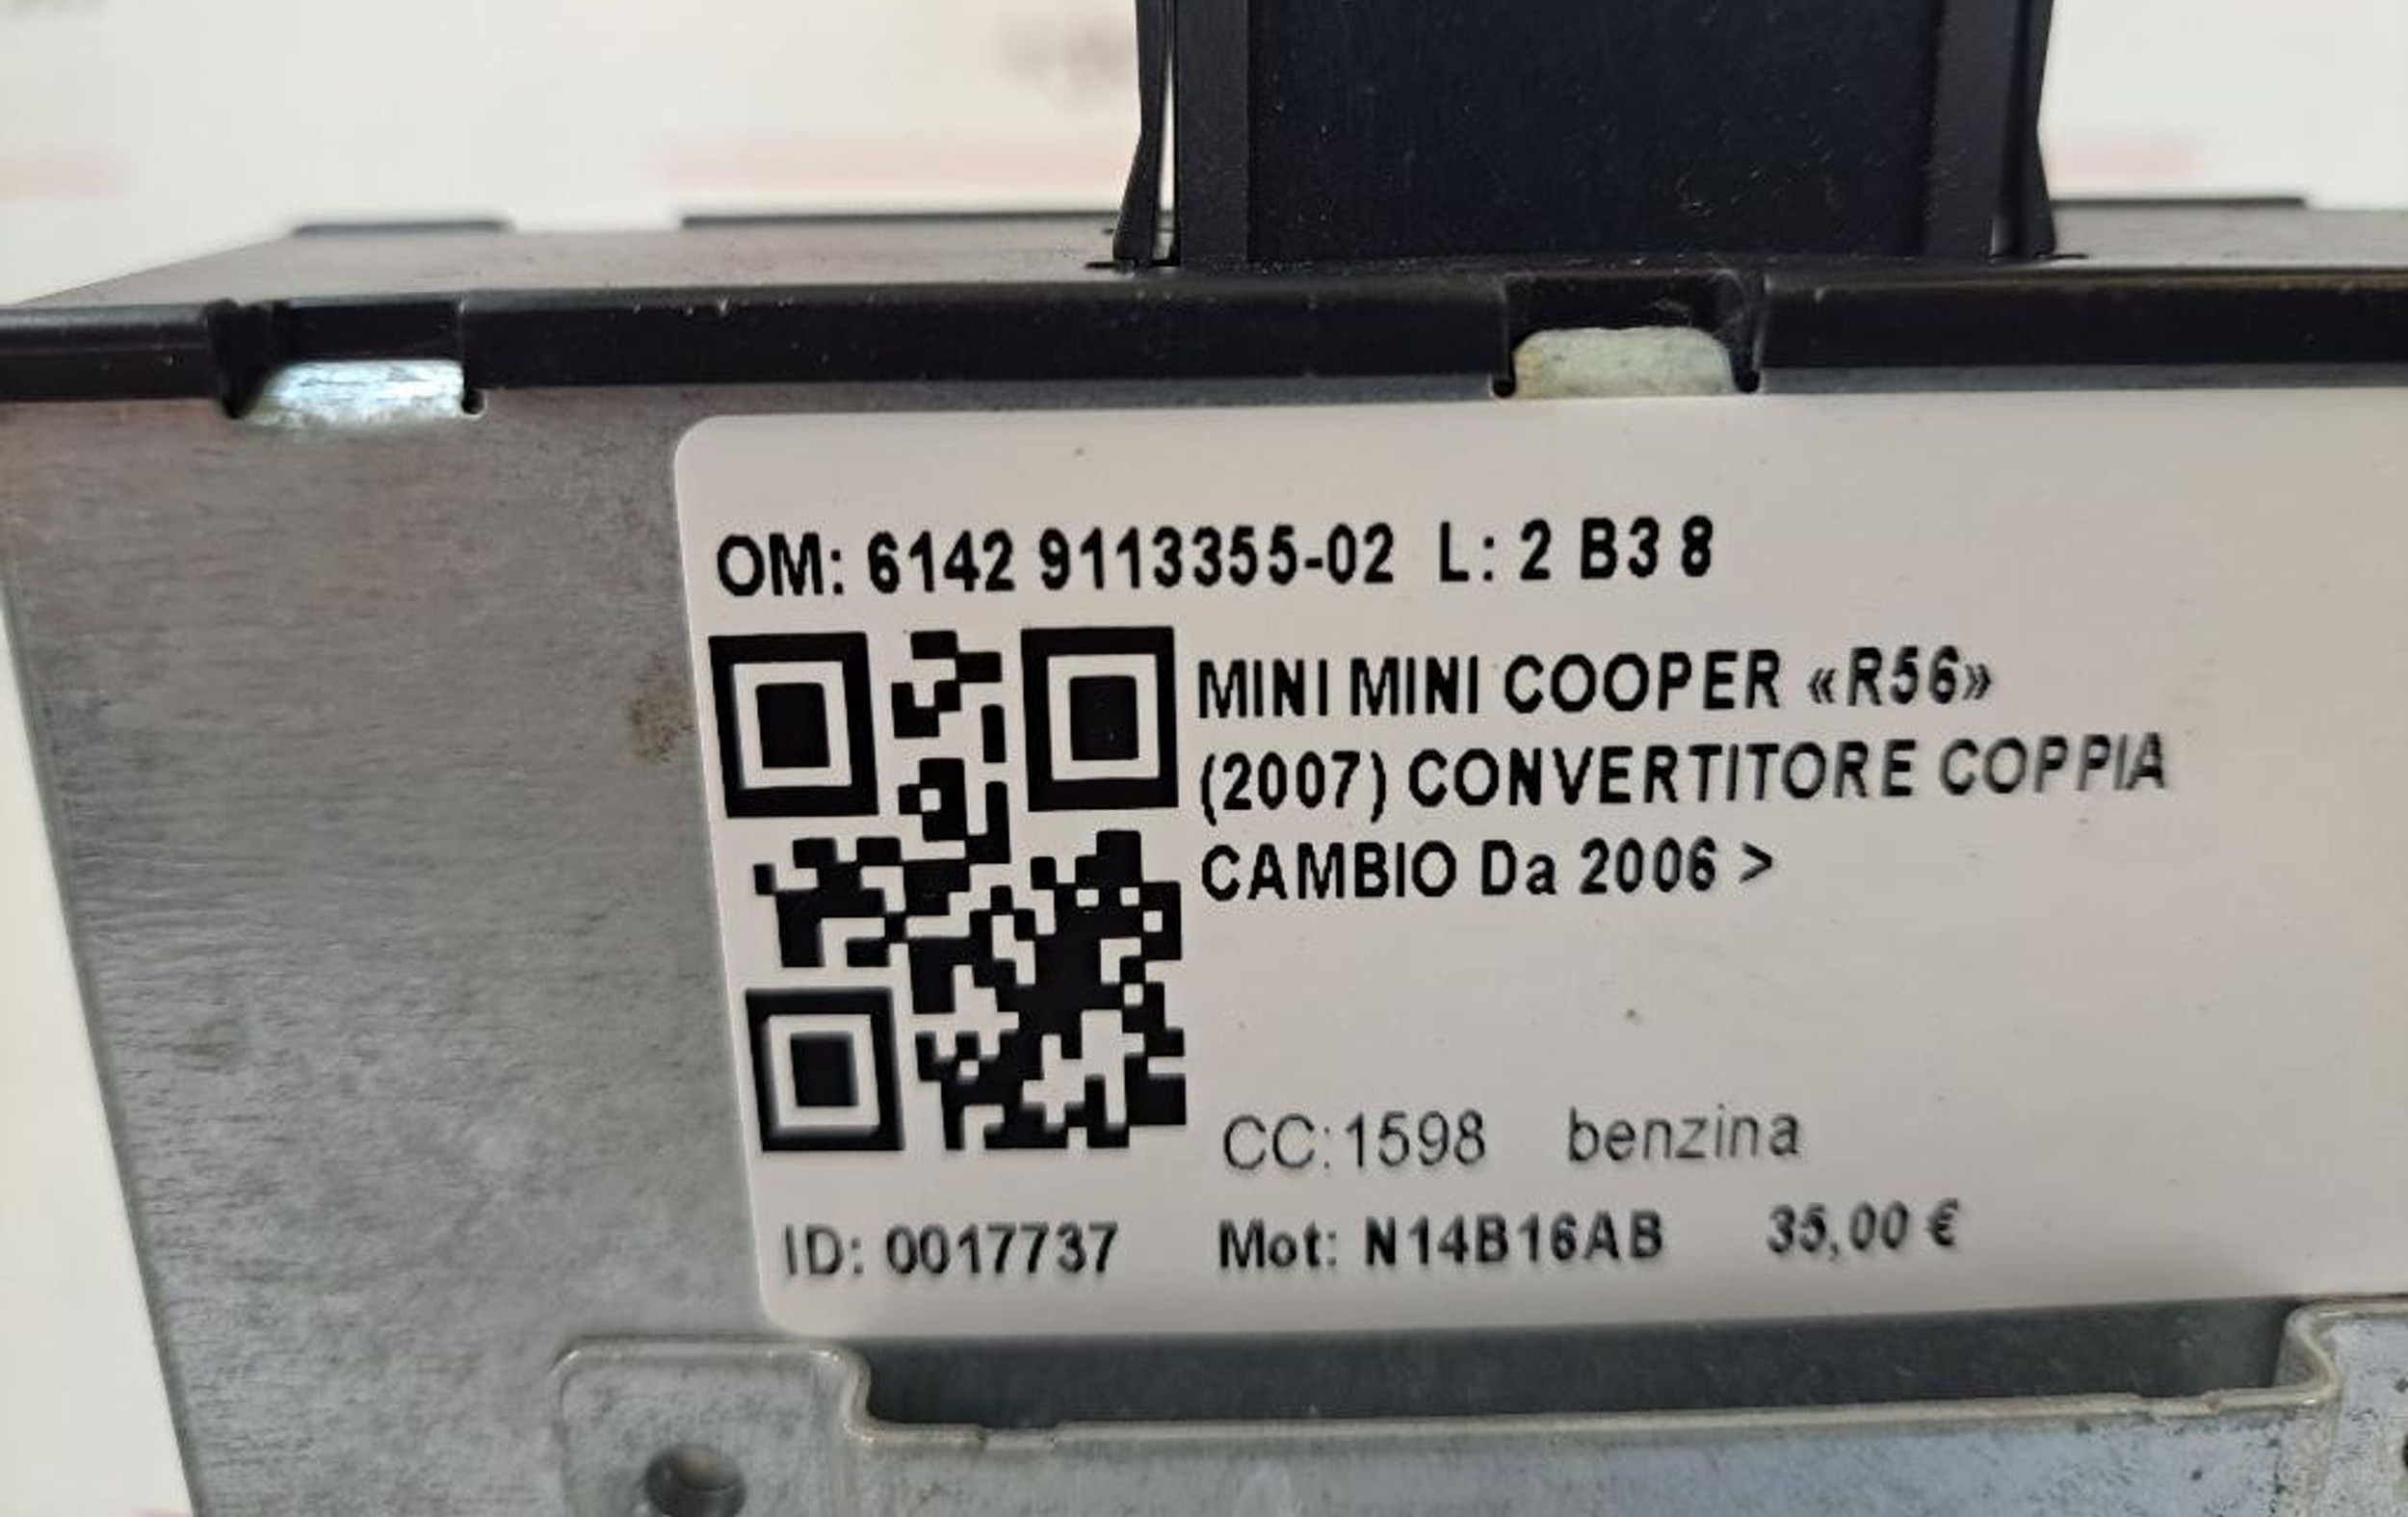 OM: 6142 9113355-02 L: 2 B3 8
MINI MINI COOPER «R56»
(2007) CONVERTITORE COPPIA
CAMBIO Da 2006 >
CC:1598 benzina
ID: 0017737 Mot: N14B16AB 35,00 €